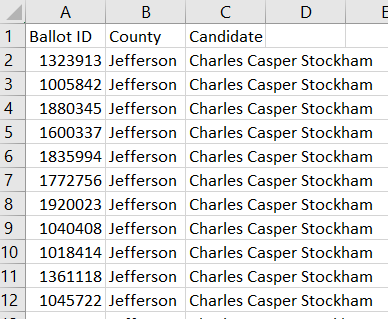 A B C D E
1 Ballot ID County Candidate
2 1323913 Jefferson Charles Casper Stockham
3 1005842 Jefferson Charles Casper Stockham
4 1880345 Jefferson Charles Casper Stockham
5 1600337 Jefferson Charles Casper Stockham
6 1835994 Jefferson Charles Casper Stockham
7 1772756 Jefferson Charles Casper Stockham
8 1920023 Jefferson Charles Casper Stockham
9 1040408 Jefferson Charles Casper Stockham
10 1018414 Jefferson Charles Casper Stockham
11 1361118 Jefferson Charles Casper Stockham
12 1045722 Jefferson Charles Casper Stockham